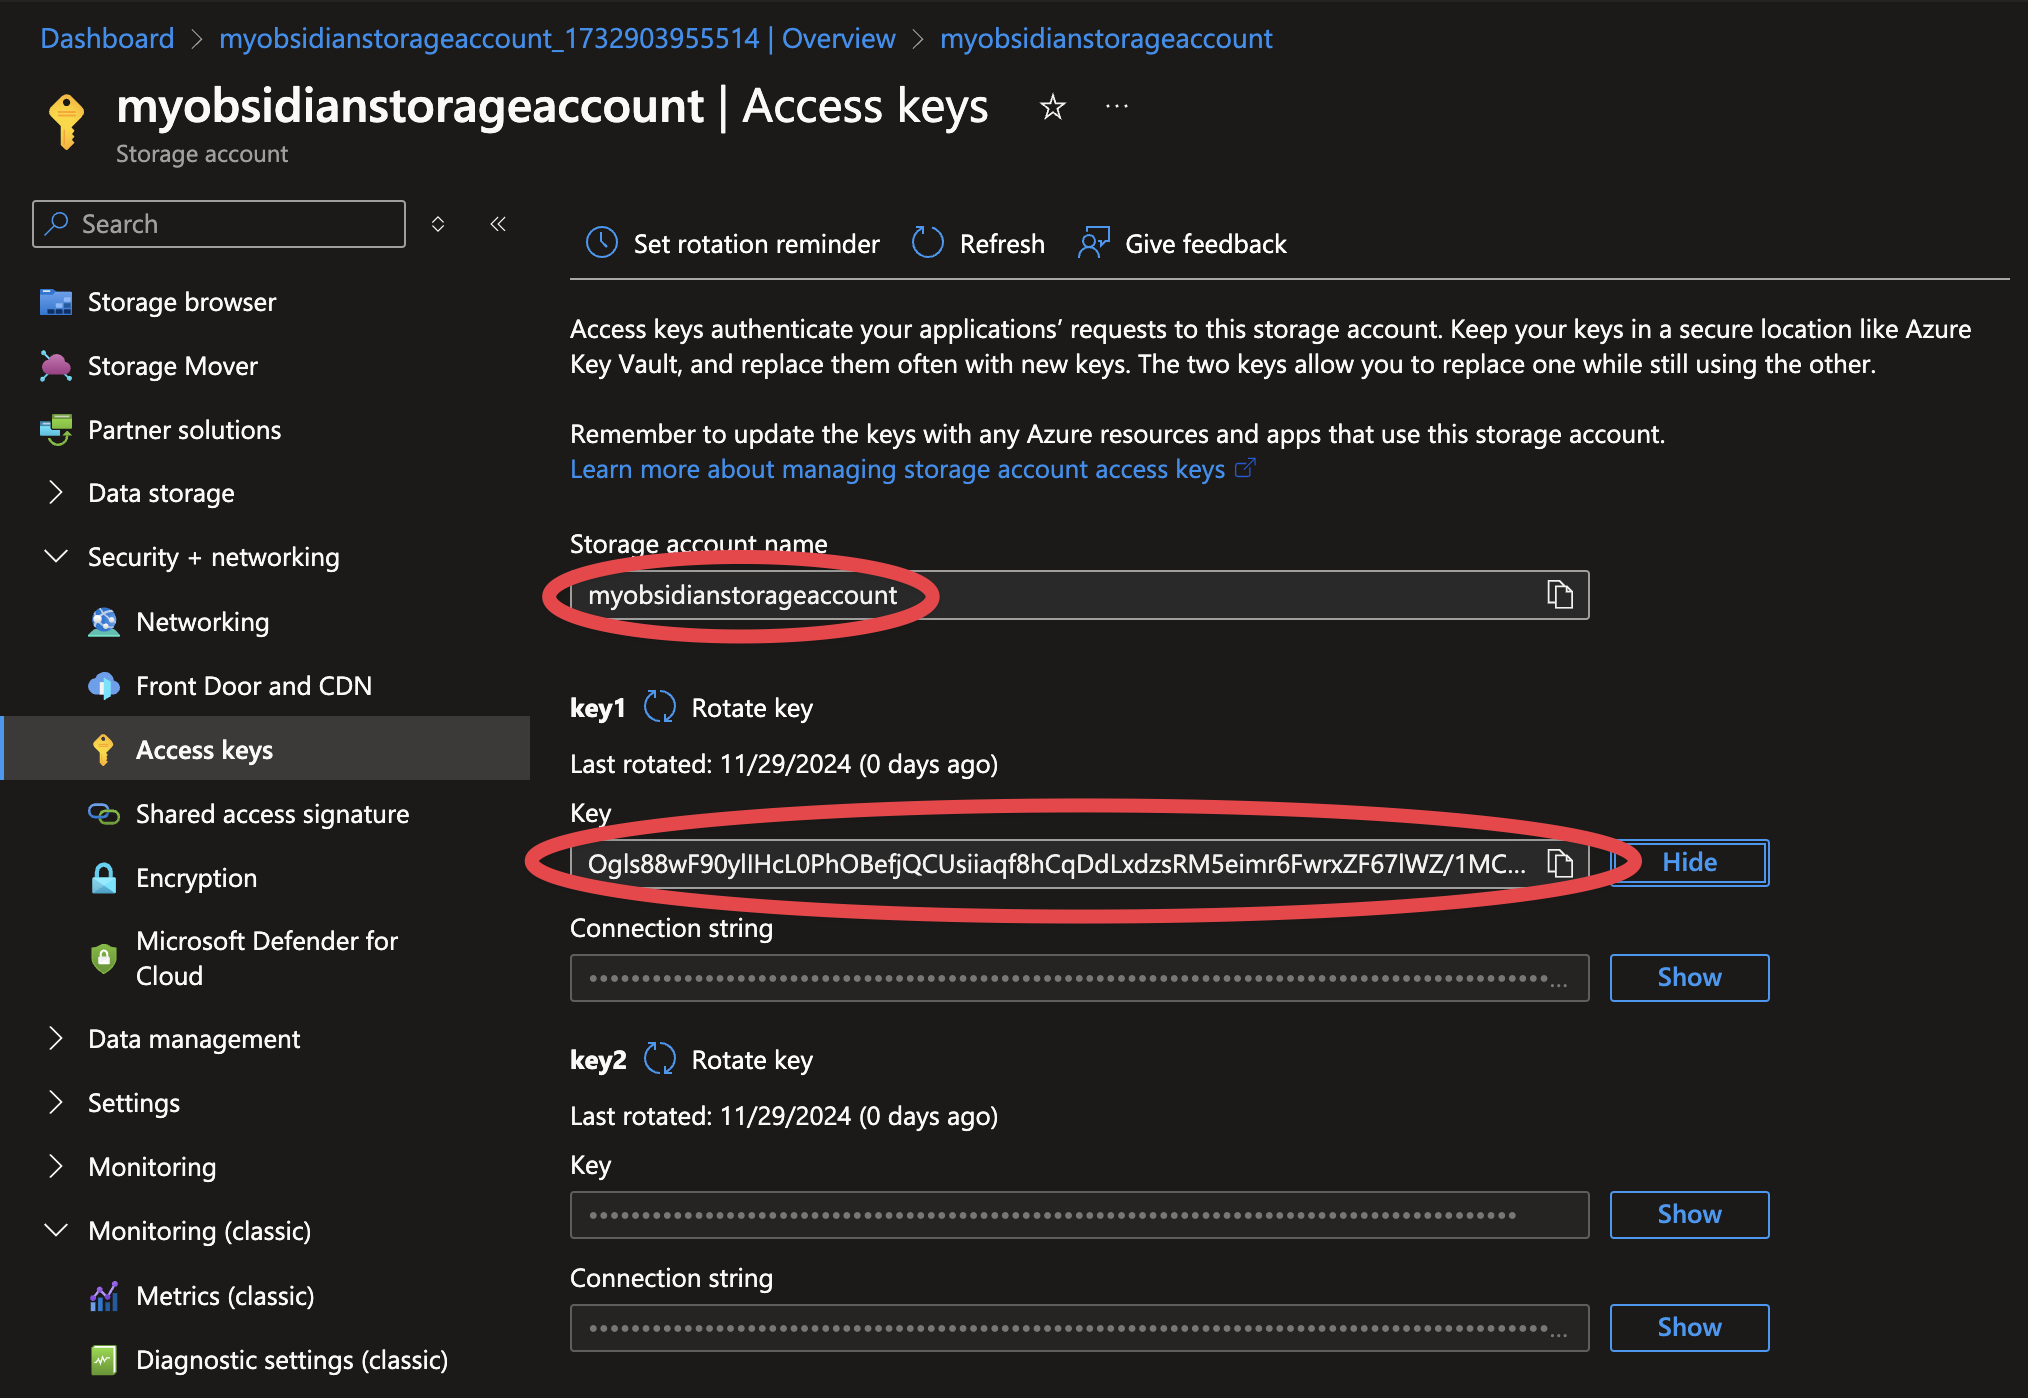 Dashboard > myobsidianstorageaccount_1732903955514 | Overview > myobsidianstorageaccount
myobsidianstorageaccount | Access keys
Storage account
Search
Set rotation reminder
Refresh
Give feedback
Storage browser
Storage Mover
Partner solutions
Data storage
Security + networking
Networking
Front Door and CDN
Access keys
Shared access signature
Encryption
Microsoft Defender for
Cloud
Data management
Settings
Monitoring
Monitoring (classic)
Metrics (classic)
Diagnostic settings (classic)
Access keys authenticate your applications’ requests to this storage account. Keep your keys in a secure location like Azure
Key Vault, and replace them often with new keys. The two keys allow you to replace one while still using the other.
Remember to update the keys with any Azure resources and apps that use this storage account.
Learn more about managing storage account access keys
Storage account name
myobsidianstorageaccount
key1 Rotate key
Last rotated: 11/29/2024 (0 days ago)
Key
Ogls88wF90ylIHcL0PhOBefjQCUsiiaqf8hCqDdLxdzsRM5eimr6FwrxZF67lWZ/1MC...
Hide
Connection string
Show
key2 Rotate key
Last rotated: 11/29/2024 (0 days ago)
Key
Show
Connection string
Show